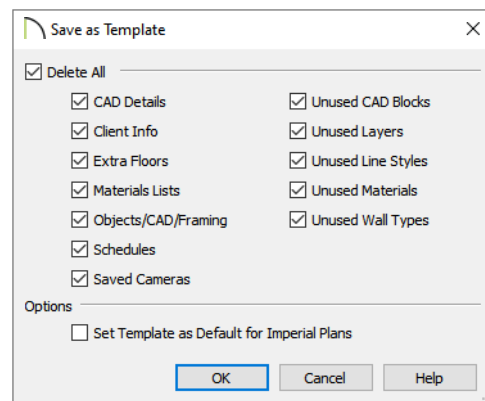 Save as Template
Delete All
CAD Details
Unused CAD Blocks
Client Info
Unused Layers
Extra Floors
Unused Line Styles
Materials Lists
Unused Materials
Objects/CAD/Framing
Unused Wall Types
Schedules
Saved Cameras
Options
Set Template as Default for Imperial Plans
OK
Cancel
Help